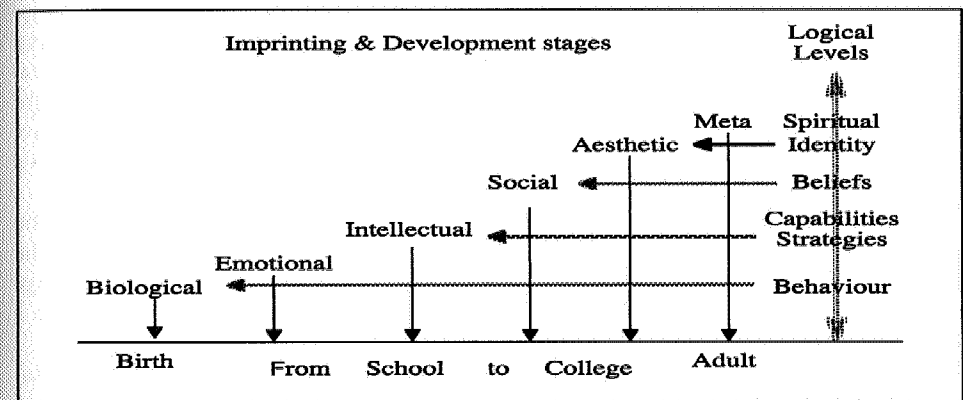 Imprinting & Development stages
Logical
Levels
Meta
Spiritual
Aesthetic
Identity
Social
Beliefs
Capabilities
Intellectual
Strategies
Emotional
Biological
Behaviour
Birth
From School to College
Adult